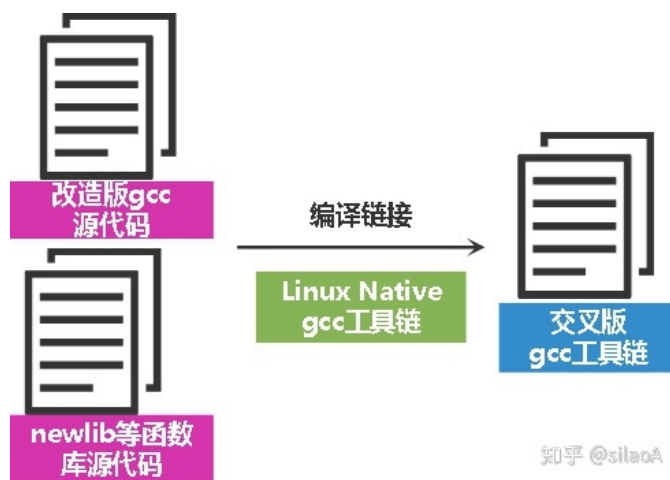 改造版gcc
源代码
编译链接
Linux Native
gcc工具链
交叉版
gcc工具链
newlib等函数
库源代码
知乎 @silaoA